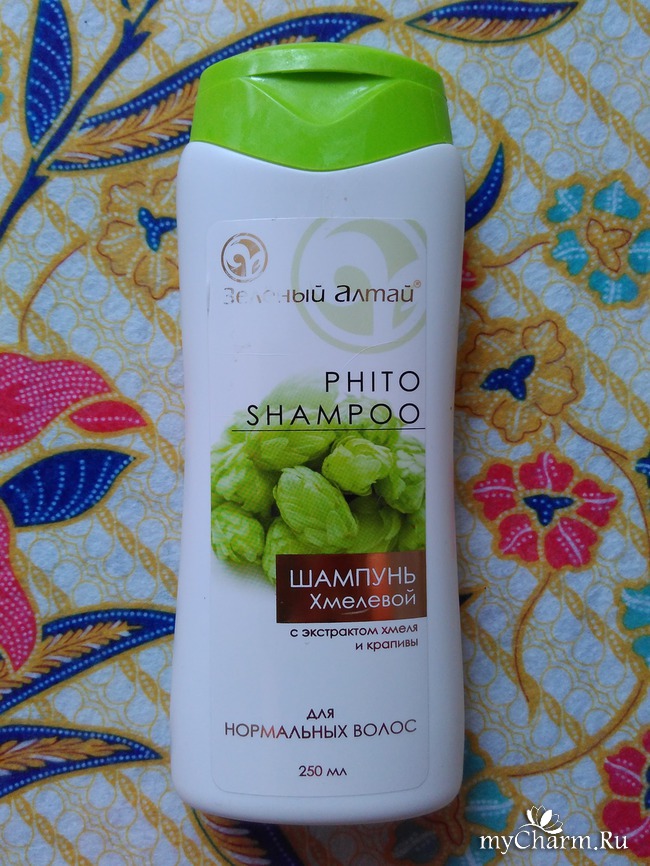 Зеленый Алтай®
PHITO
SHAMPOO
ШАМПУНЬ
Хмелевой
с экстрактом хмеля
и крапивы
для
НОРМАЛЬНЫХ ВОЛОС
250 мл
myCharm.Ru